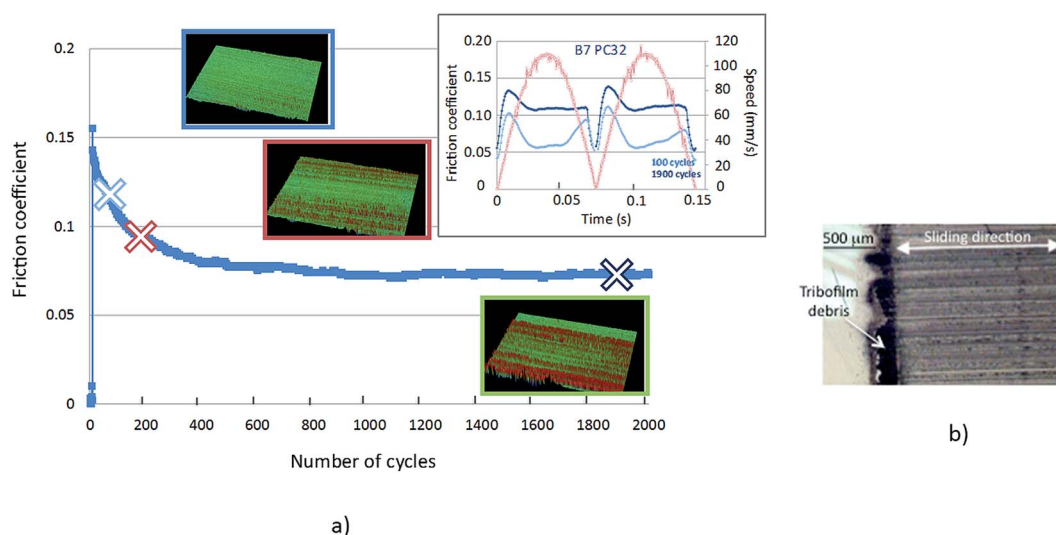 0.2
0.15
0.1
0.05
0
Friction coefficient
0 200 400 600 800 1000 1200 1400 1600 1800 2000
Number of cycles
a)
B7 PC32
0.20
0.15
0.10
0.05
0
Friction coefficient
120
100
80
60
40
20
0
Speed (mm/s)
100 cycles
1900 cycles
0 0.05 0.1 0.15
Time (s)
500 µm
Sliding direction
Tribofilm
debris
b)